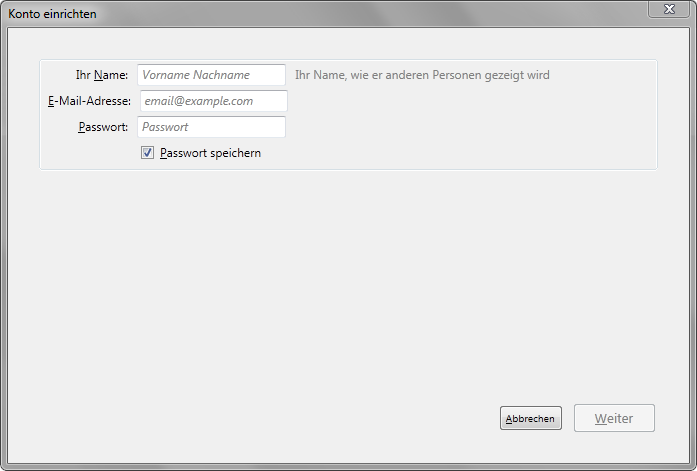 Konto einrichten
Ihr Name: Vorname Nachname Ihr Name, wie er anderen Personen gezeigt wird
E-Mail-Adresse: email@example.com
Passwort: Passwort
Passwort speichern
Abbrechen Weiter